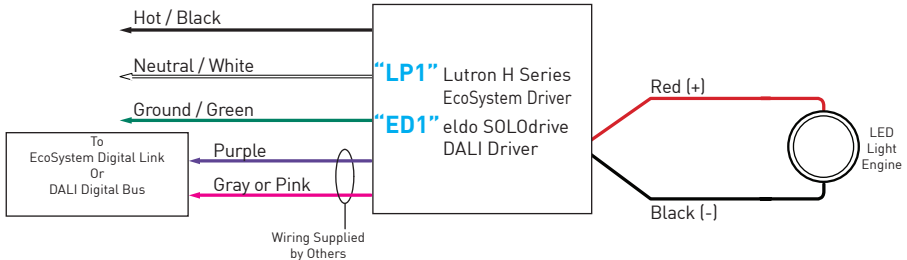 Hot / Black
Neutral / White
Ground / Green
To
EcoSystem Digital Link
Or
DALI Digital Bus
Purple
Gray or Pink
Wiring Supplied
by Others
“LP1” Lutron H Series
EcoSystem Driver
“ED1” eldo SOLOdrive
DALI Driver
Red (+)
Black (-)
LED
Light
Engine